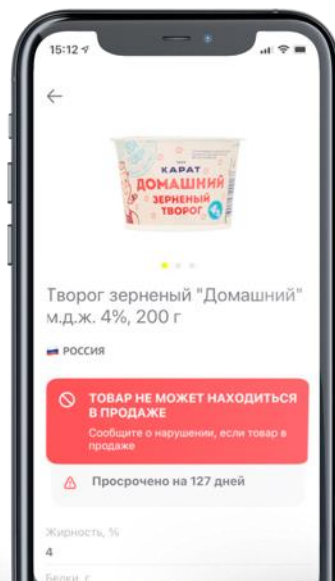 15:12
КАРАТ
ДОМАШНИЙ
ЗЕРНЕНЫЙ
ТВОРОГ
Творог зерненый "Домашний"
м.д.ж. 4%, 200 г
РОССИЯ
ТОВАР НЕ МОЖЕТ НАХОДИТЬСЯ
В ПРОДАЖЕ
Сообщите о нарушении, если товар в
продаже
Просрочено на 127 дней
Жирность, %
4
Белки, г